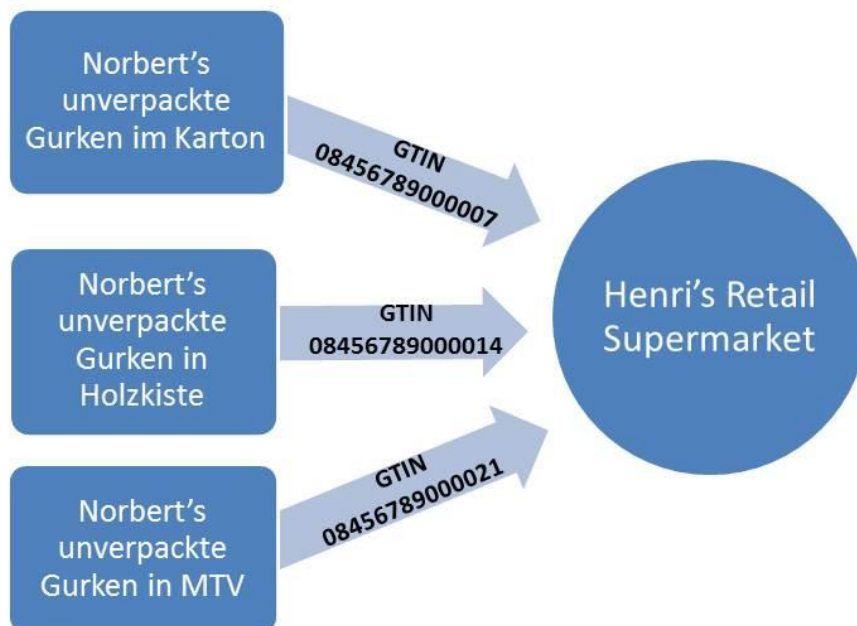 Norbert's
unverpackte
Gurken im Karton
GTIN
08456789000007
Norbert's
unverpackte
Gurken in
Holzkiste
GTIN
08456789000014
Norbert's
unverpackte
Gurken in MTV
GTIN
08456789000021
Henri's Retail
Supermarket